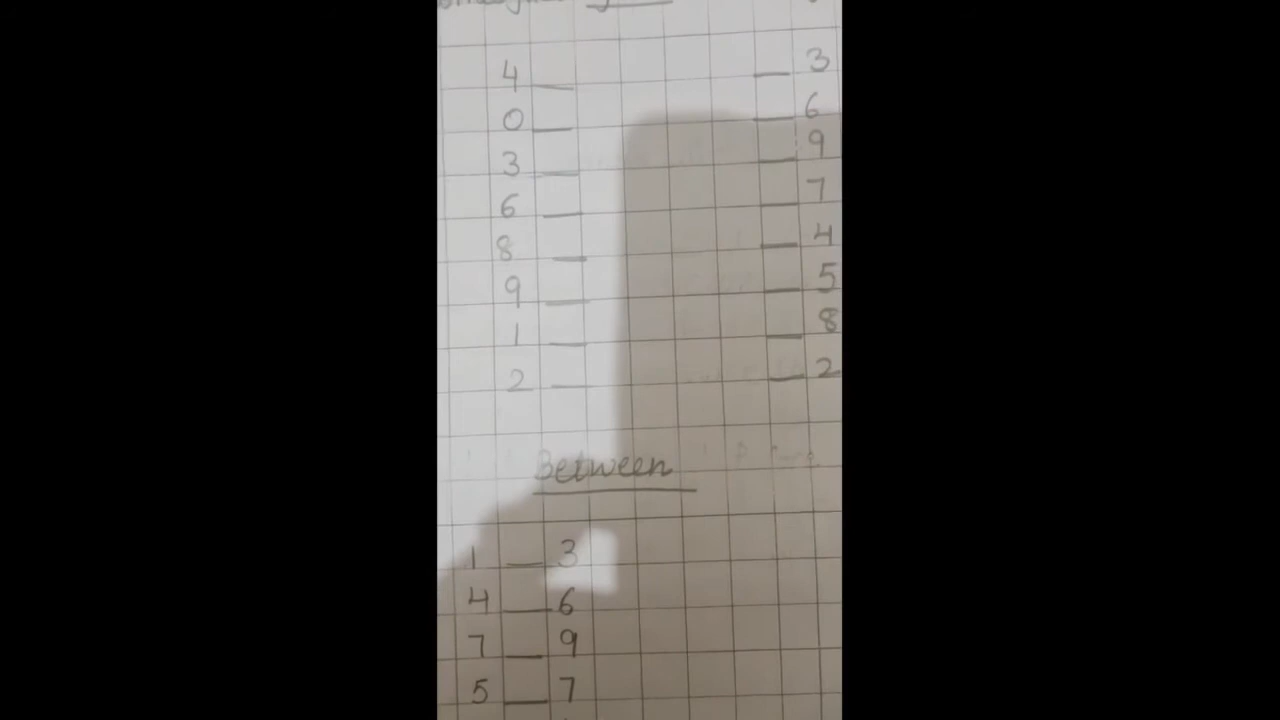 4 __ __ 3
0 __ __ 6
3 __ __ 9
6 __ __ 7
8 __ __ 4
9 __ __ 5
1 __ __ 8
2 __ __ 2
Between
1 __ 3
4 __ 6
7 __ 9
5 __ 7